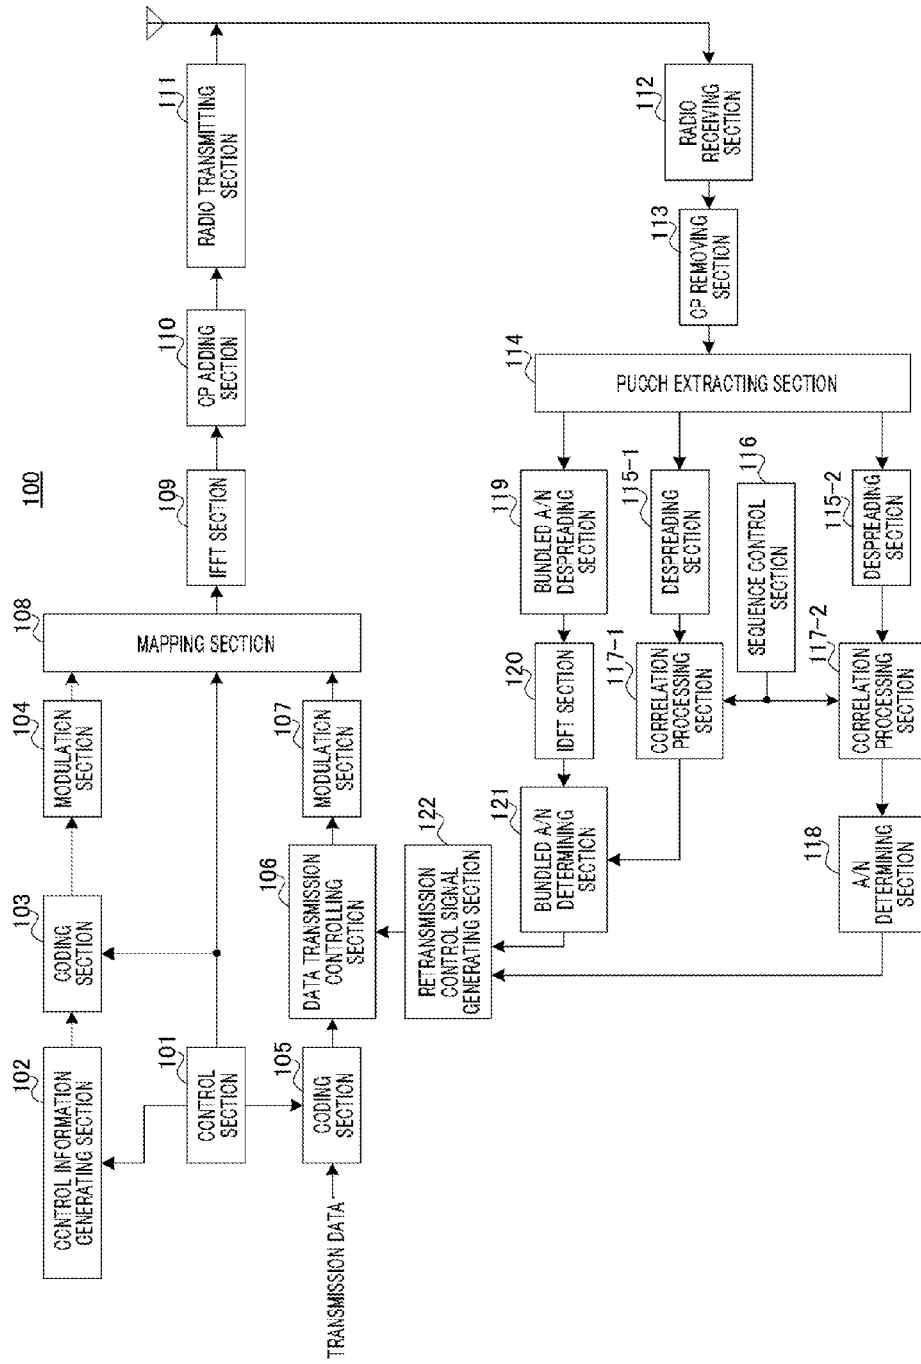 100
102
CONTROL INFORMATION
GENERATING SECTION
103
CODING
SECTION
104
MODULATION
SECTION
101
CONTROL
SECTION
TRANSMISSION DATA
105
CODING
SECTION
106
DATA TRANSMISSION
CONTROLLING
SECTION
107
MODULATION
SECTION
108
MAPPING SECTION
109
IFFT SECTION
110
CP ADDING
SECTION
111
RADIO TRANSMITTING
SECTION
112
RADIO
RECEIVING
SECTION
113
CP REMOVING
SECTION
114
PUCCH EXTRACTING SECTION
119
BUNDLED A/N
DESPREADING
SECTION
115-1
DESPREADING
SECTION
116
SEQUENCE CONTROL
SECTION
115-2
DESPREADING
SECTION
120
IDFT SECTION
117-1
CORRELATION
PROCESSING
SECTION
117-2
CORRELATION
PROCESSING
SECTION
121
BUNDLED A/N
DETERMINING
SECTION
118
A/N
DETERMINING
SECTION
122
RETRANSMISSION
CONTROL SIGNAL
GENERATING SECTION